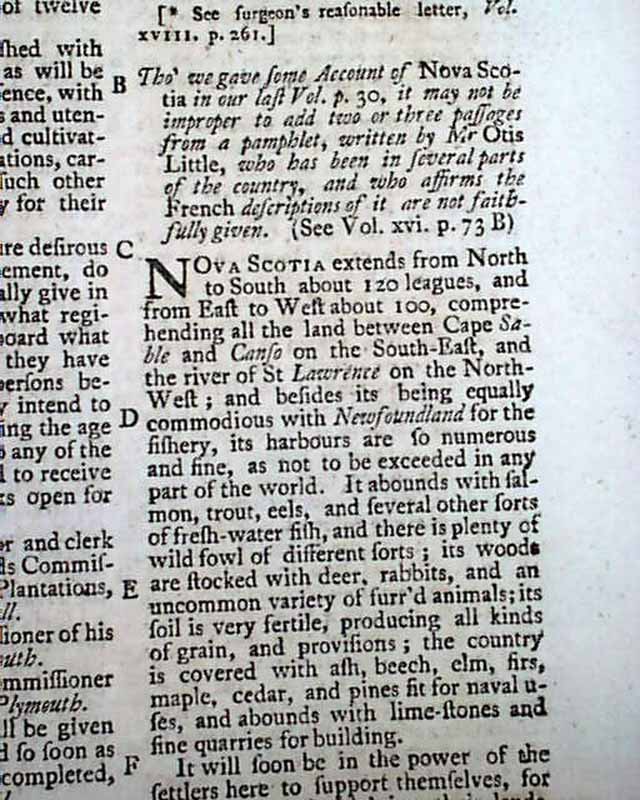 of twelve
shed with
as will be
ence, with
s and uten-
d cultivat-
ations, car-
such other
y for their
are desirous
ement, do
ally give in
what regi-
board what
they have
persons be-
y intend to
ing the age
o any of the
d to receive
ks open for
or and clerk
ds Commis-
Plantations,
ll.
sioner of his
outh.
mmissioner
Plymouth.
ll be given
d so soon as
completed,
B
C
D
E
F
[* See surgeon's reasonable letter, Vol.
XVIII. p. 261.]
Tho' we gave ſome Account of Nova Sco-
tia in our laſt Vol. p. 30, it may not be
improper to add two or three paſſages
from a pamphlet, written by Mr Otis
Little, who has been in ſeveral parts
of the country, and who affirms the
French deſcriptions of it are not faith-
fully given. (See Vol. xvi. p. 73 B)
NOVA SCOTIA extends from North
to South about 120 leagues, and
from Eaſt to Weſt about 100, compre-
hending all the land between Cape Sa-
ble and Canſo on the South-Eaſt, and
the river of St Lawrence on the North-
Weſt; and beſides its being equally
commodious with Newfoundland for the
fiſhery, its harbours are ſo numerous
and fine, as not to be exceeded in any
part of the world. It abounds with ſal-
mon, trout, eels, and ſeveral other ſorts
of freſh-water fiſh, and there is plenty of
wild fowl of different ſorts; its woods
are ſtocked with deer, rabbits, and an
uncommon variety of furr'd animals; its
ſoil is very fertile, producing all kinds
of grain, and proviſions; the country
is covered with aſh, beech, elm, firs,
maple, cedar, and pines fit for naval u-
ſes, and abounds with lime-ſtones and
fine quarries for building.
It will ſoon be in the power of the
ſettlers here to ſupport themſelves, for